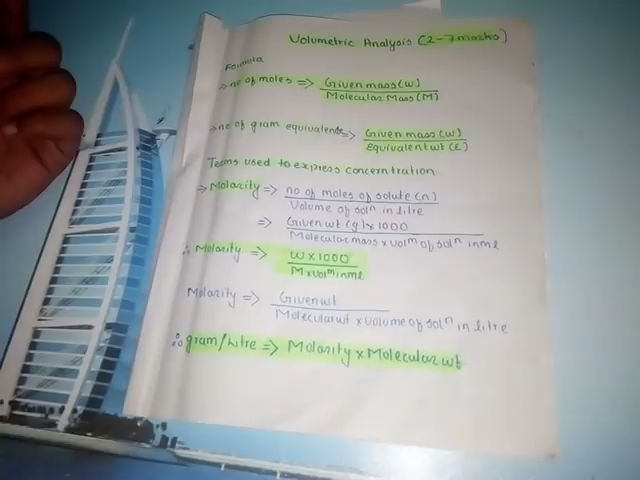 Volumetric Analysis (2-7 marks)
Formula
→ no of moles => Given mass (W) / Molecular Mass (M)
→ no of gram equivalent => Given mass (W) / Equivalent wt (E)
Terms used to express concerntration
→ Molarity => no of moles of solute (n) / Volume of solⁿ in litre
=> Given wt (g) x 1000 / Molecular mass x volᵐ of solⁿ in ml
∴ Molarity => W x 1000 / M x volᵐ in ml
Molarity => Given wt / Molecular wt x volume of solⁿ in litre
∴ gram/Litre => Molarity x Molecular wt